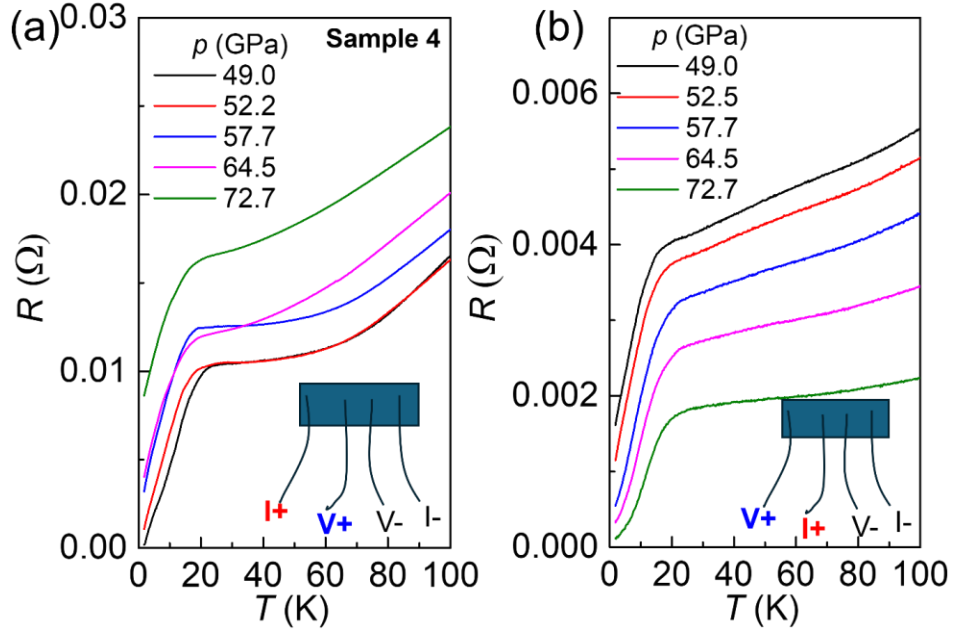 (a)
Sample 4
p (GPa)
49.0
52.2
57.7
64.5
72.7
R (Ω)
0.03
0.02
0.01
0.00
I+
V+
V-
I-
0 20 40 60 80 100
T (K)
(b)
p (GPa)
49.0
52.5
57.7
64.5
72.7
R (Ω)
0.006
0.004
0.002
0.000
V+
I+
V-
I-
0 20 40 60 80 100
T (K)